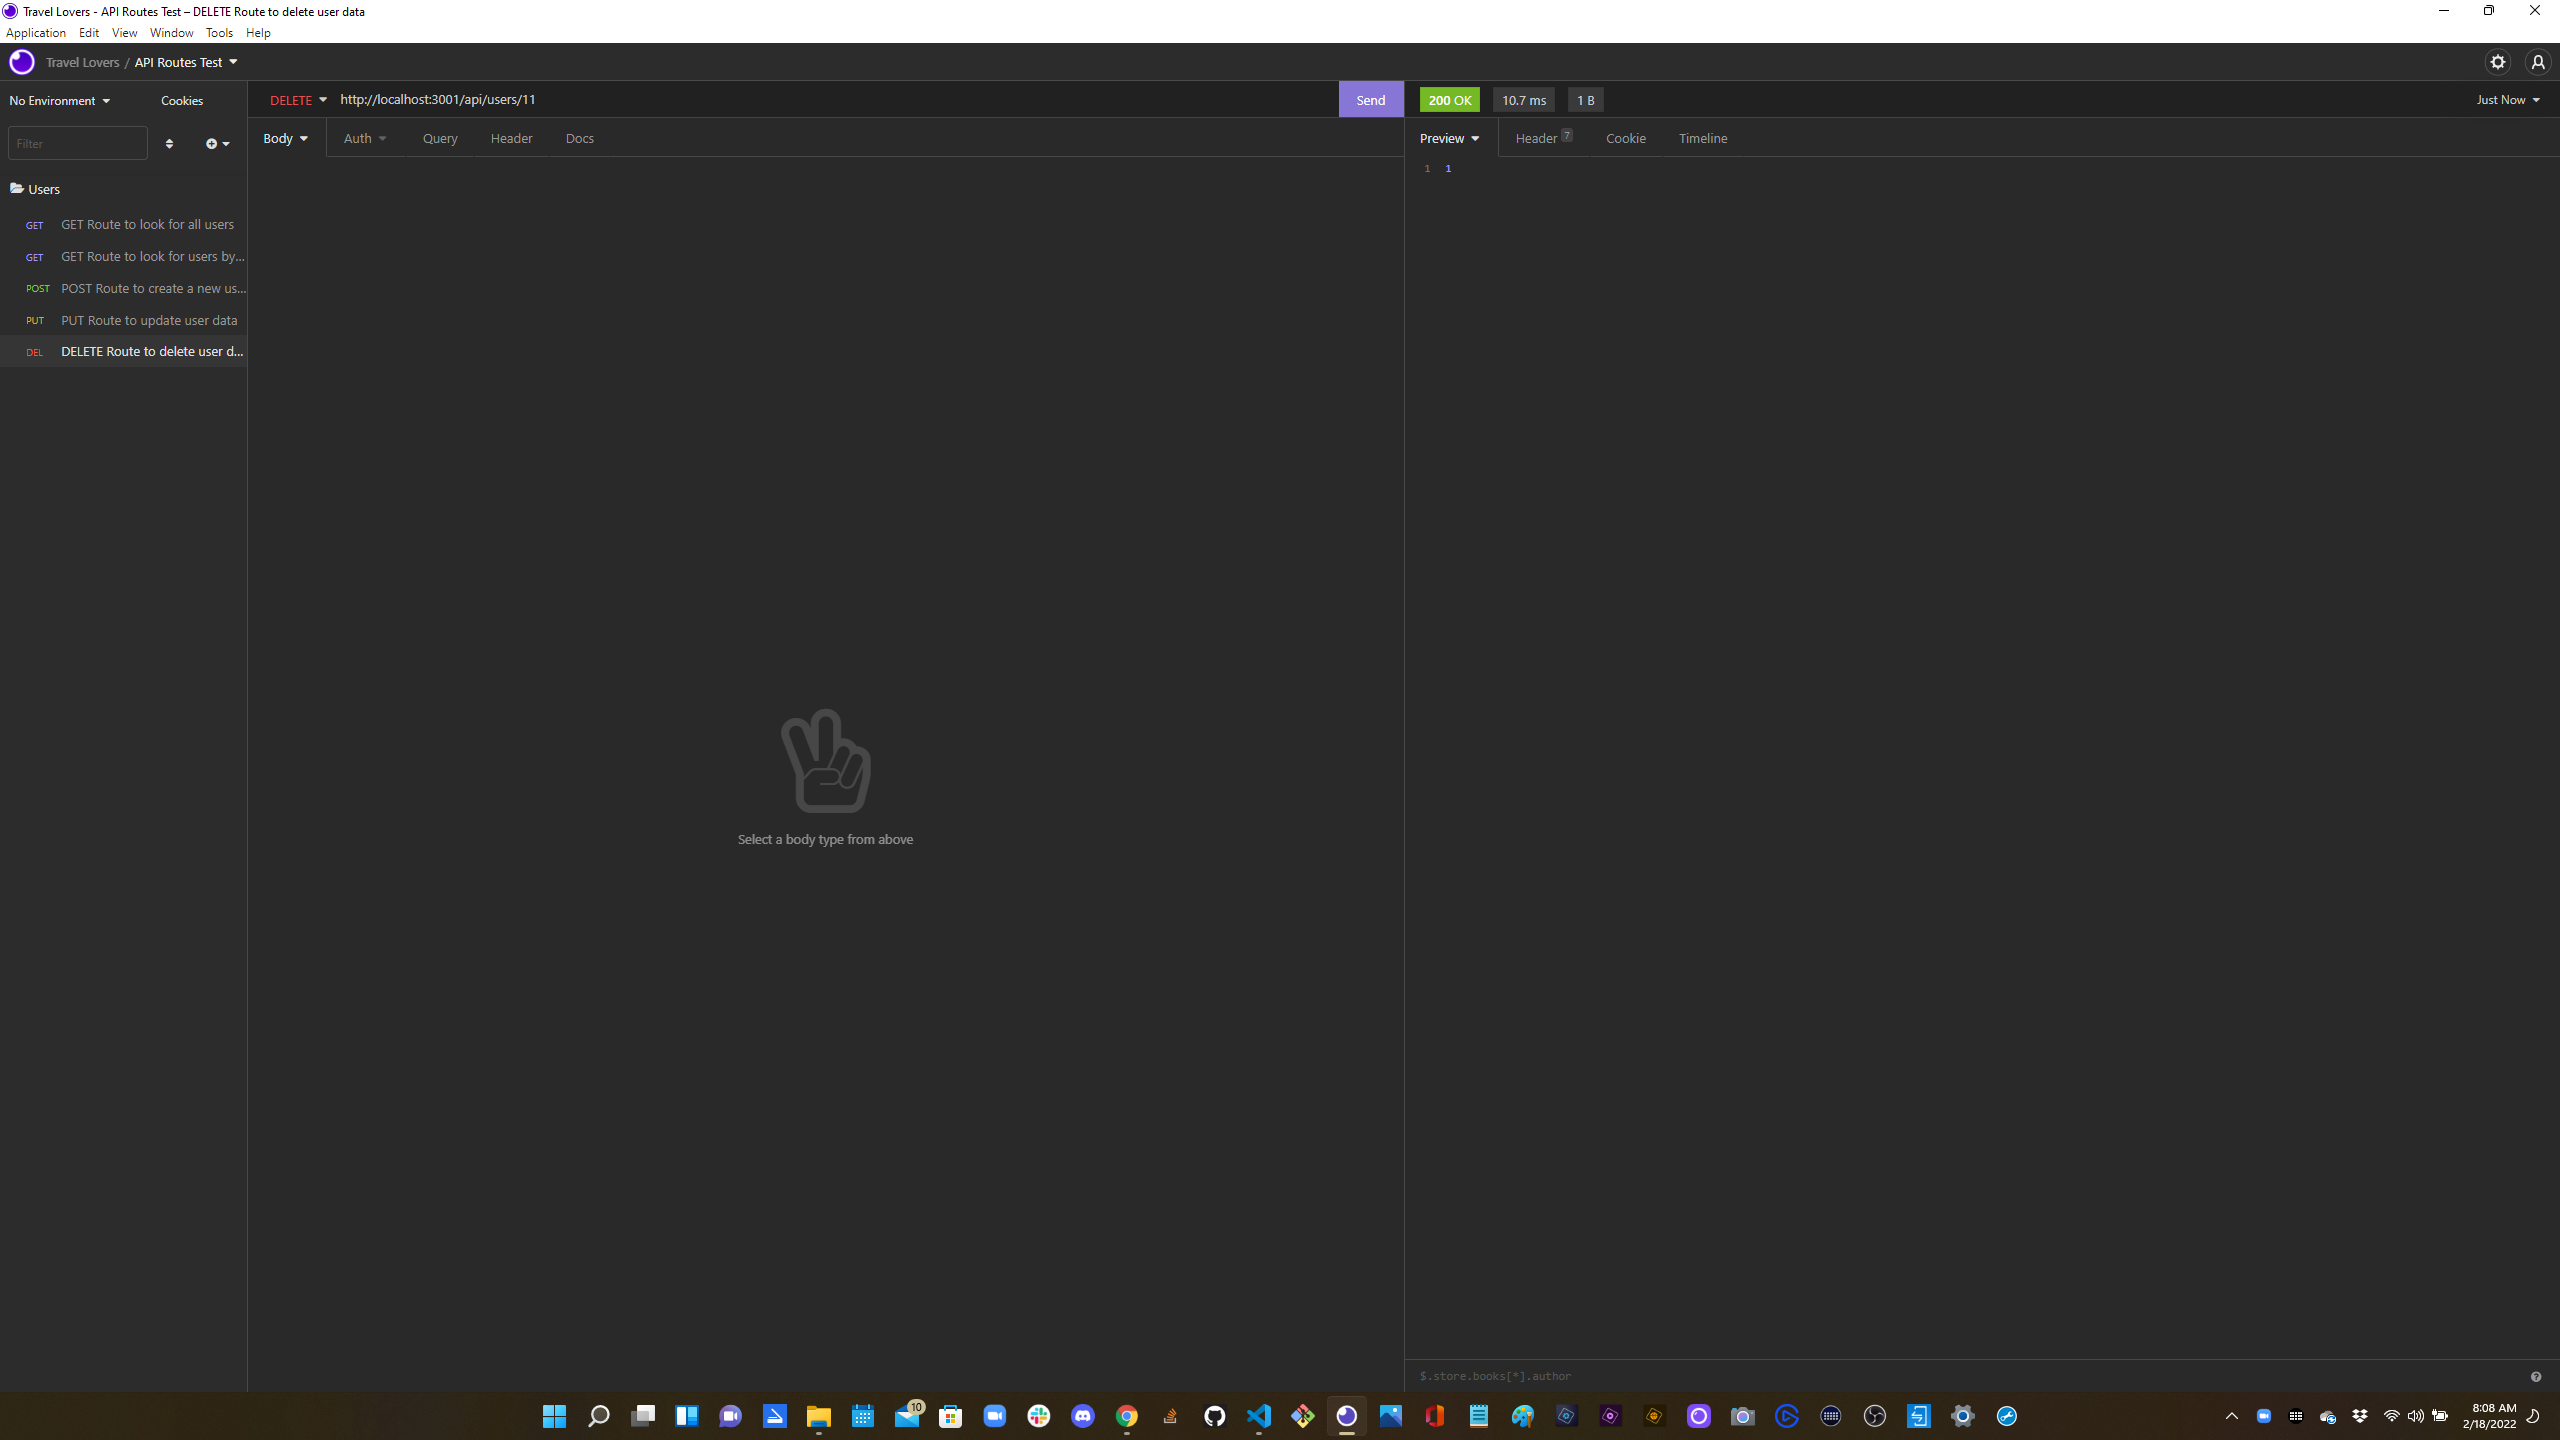 Travel Lovers - API Routes Test – DELETE Route to delete user data
Application Edit View Window Tools Help
Travel Lovers / API Routes Test
No Environment Cookies
DELETE http://localhost:3001/api/users/11 Send
200 OK 10.7 ms 1 B Just Now
Filter
Body Auth Query Header Docs
Preview Header 7 Cookie Timeline
1 1
Users
GET GET Route to look for all users
GET GET Route to look for users by...
POST POST Route to create a new us...
PUT PUT Route to update user data
DEL DELETE Route to delete user d...
Select a body type from above
$.store.books[*].author
10
8:08 AM
2/18/2022